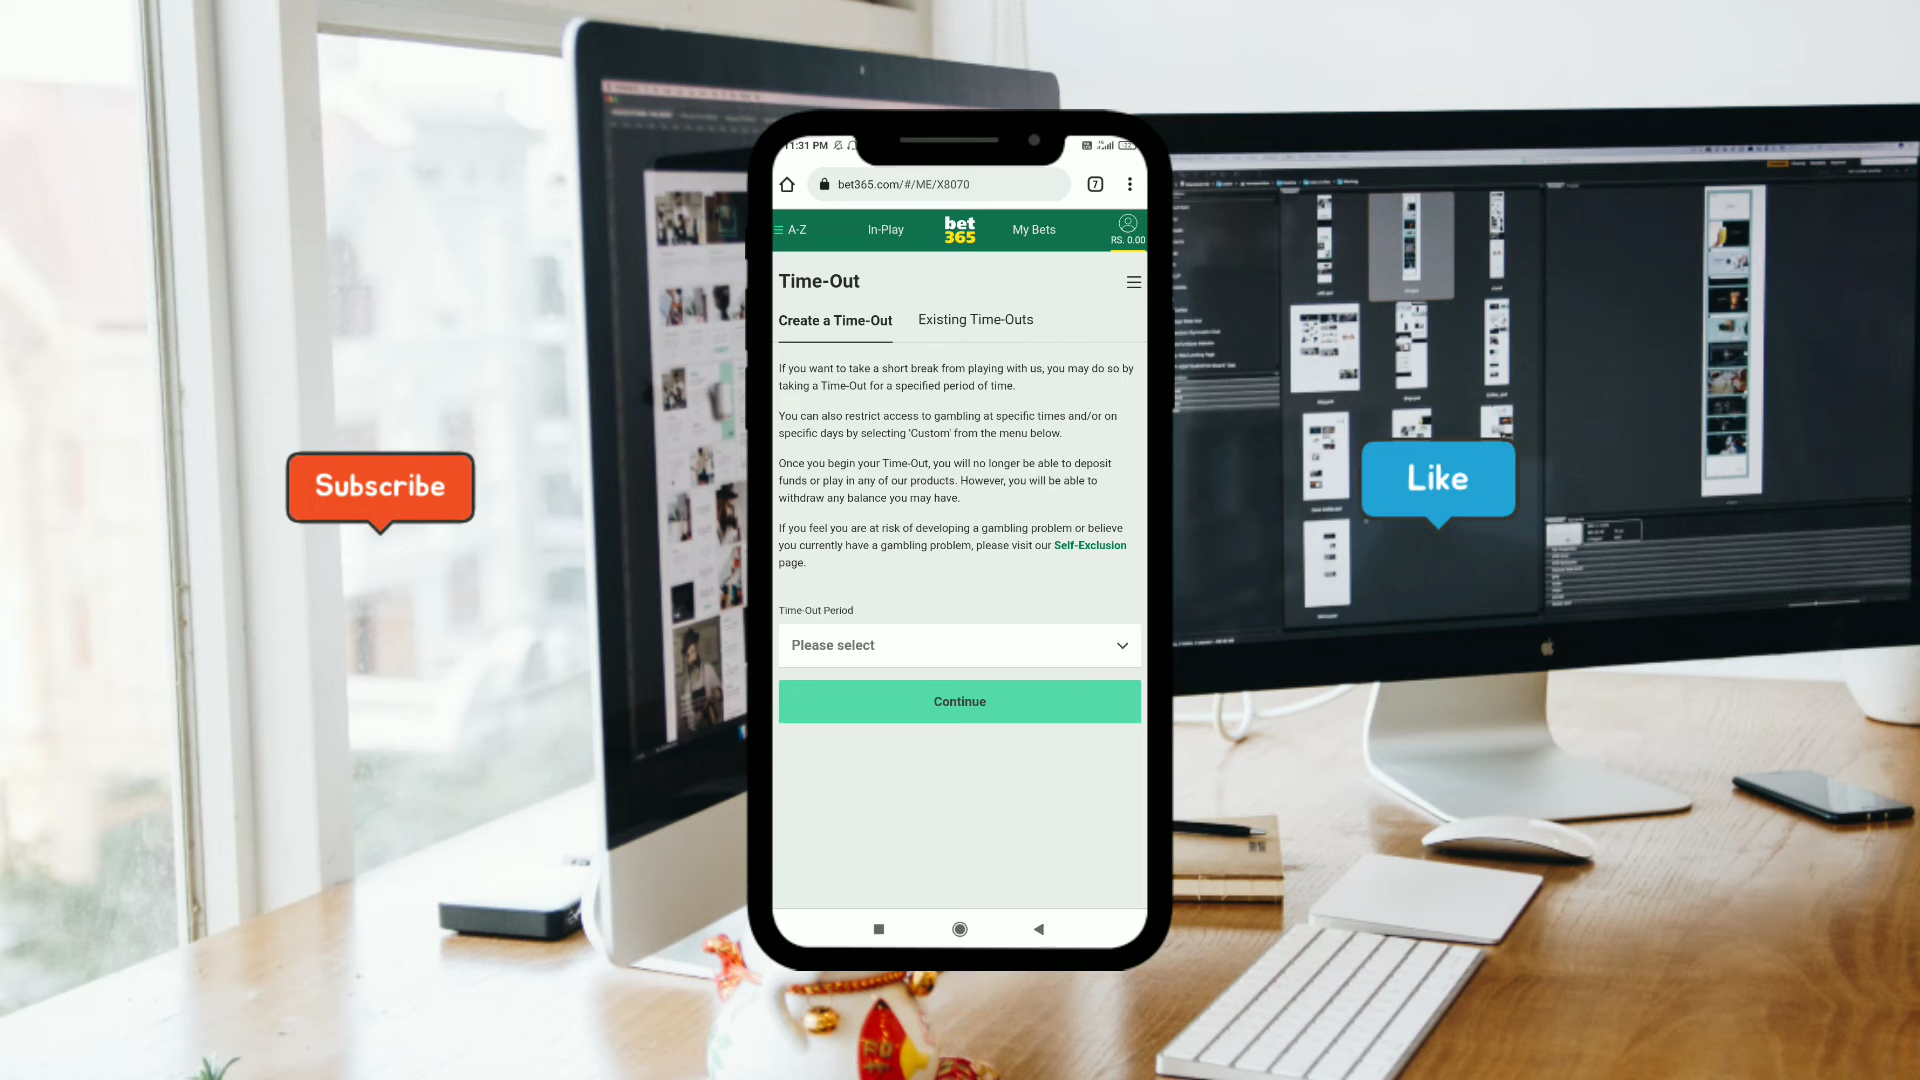 11:31 PM
bet365.com/#/ME/X8070
7
A-Z
In-Play
bet
365
My Bets
RS. 0.00
Time-Out
Create a Time-Out
Existing Time-Outs
If you want to take a short break from playing with us, you may do so by
taking a Time-Out for a specified period of time.
You can also restrict access to gambling at specific times and/or on
specific days by selecting 'Custom' from the menu below.
Once you begin your Time-Out, you will no longer be able to deposit
funds or play in any of our products. However, you will be able to
withdraw any balance you may have.
If you feel you are at risk of developing a gambling problem or believe
you currently have a gambling problem, please visit our Self-Exclusion
page.
Time-Out Period
Please select
Continue
Subscribe
Like